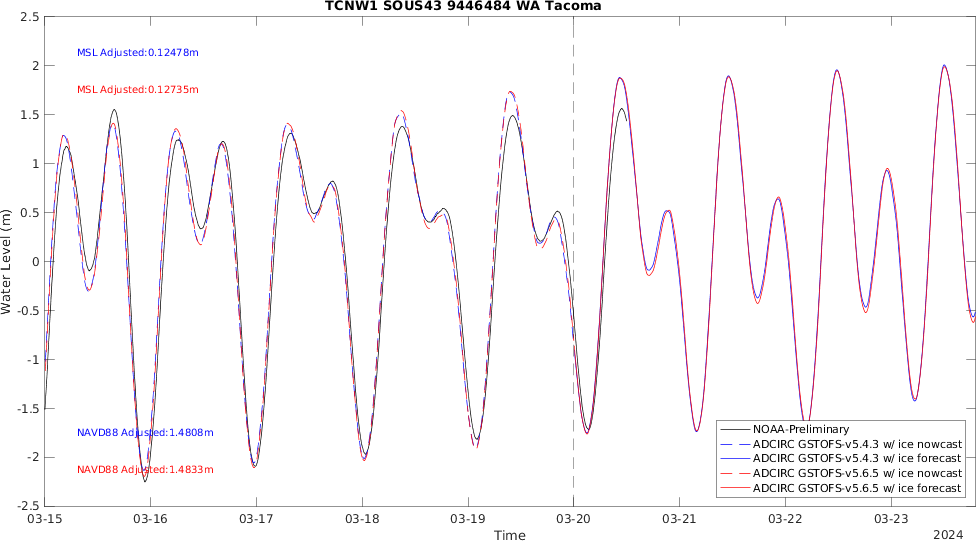 TCNW1 SOUS43 9446484 WA Tacoma
2.5
2
1.5
1
0.5
0
-0.5
-1
-1.5
-2
-2.5
Water Level (m)
MSL Adjusted:0.12478m
MSL Adjusted:0.12735m
NAVD88 Adjusted:1.4808m
NAVD88 Adjusted:1.4833m
NOAA-Preliminary
ADCIRC GSTOFS-v5.4.3 w/ ice nowcast
ADCIRC GSTOFS-v5.4.3 w/ ice forecast
ADCIRC GSTOFS-v5.6.5 w/ ice nowcast
ADCIRC GSTOFS-v5.6.5 w/ ice forecast
03-15 03-16 03-17 03-18 03-19 03-20 03-21 03-22 03-23
Time
2024